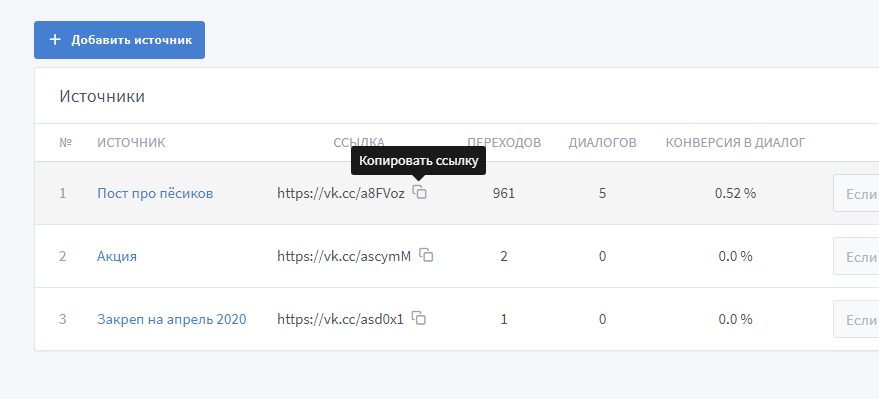 + Добавить источник
Источники
№ ИСТОЧНИК ССЫЛКА ПЕРЕХОДОВ ДИАЛОГОВ КОНВЕРСИЯ В ДИАЛОГ
Копировать ссылку
1 Пост про пёсиков https://vk.cc/a8FVoz 961 5 0.52 % Если
2 Акция https://vk.cc/ascymM 2 0 0.0 % Если
3 Закреп на апрель 2020 https://vk.cc/asd0x1 1 0 0.0 % Если